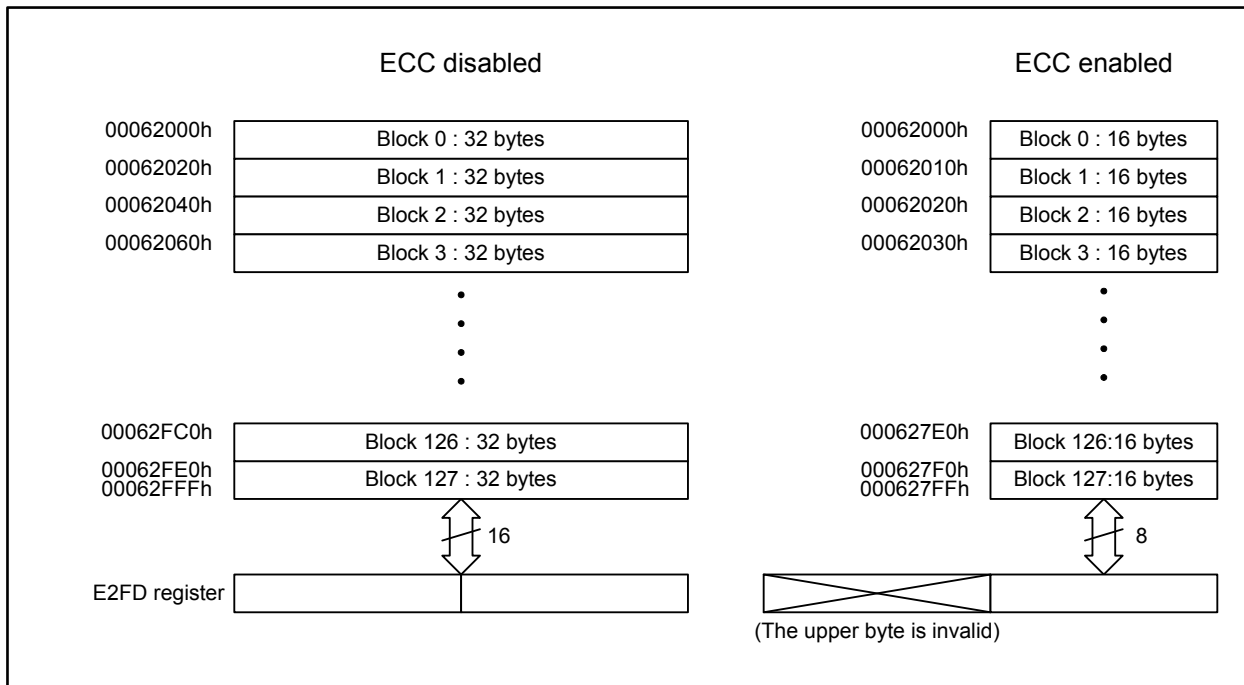 ECC disabled
00062000h
Block 0 : 32 bytes
00062020h
Block 1 : 32 bytes
00062040h
Block 2 : 32 bytes
00062060h
Block 3 : 32 bytes
00062FC0h
Block 126 : 32 bytes
00062FE0h
Block 127 : 32 bytes
00062FFFh
16
E2FD register
ECC enabled
00062000h
Block 0 : 16 bytes
00062010h
Block 1 : 16 bytes
00062020h
Block 2 : 16 bytes
00062030h
Block 3 : 16 bytes
000627E0h
Block 126:16 bytes
000627F0h
Block 127:16 bytes
000627FFh
8
(The upper byte is invalid)